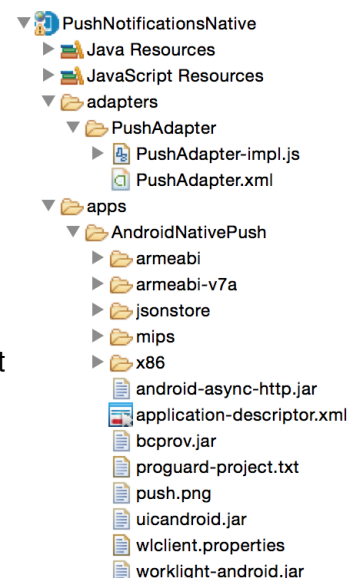 PushNotificationsNative
Java Resources
JavaScript Resources
adapters
PushAdapter
PushAdapter-impl.js
PushAdapter.xml
apps
AndroidNativePush
armeabi
armeabi-v7a
jsonstore
mips
t
x86
android-async-http.jar
application-descriptor.xml
bcprov.jar
proguard-project.txt
push.png
uicandroid.jar
wlclient.properties
worklight-android.jar